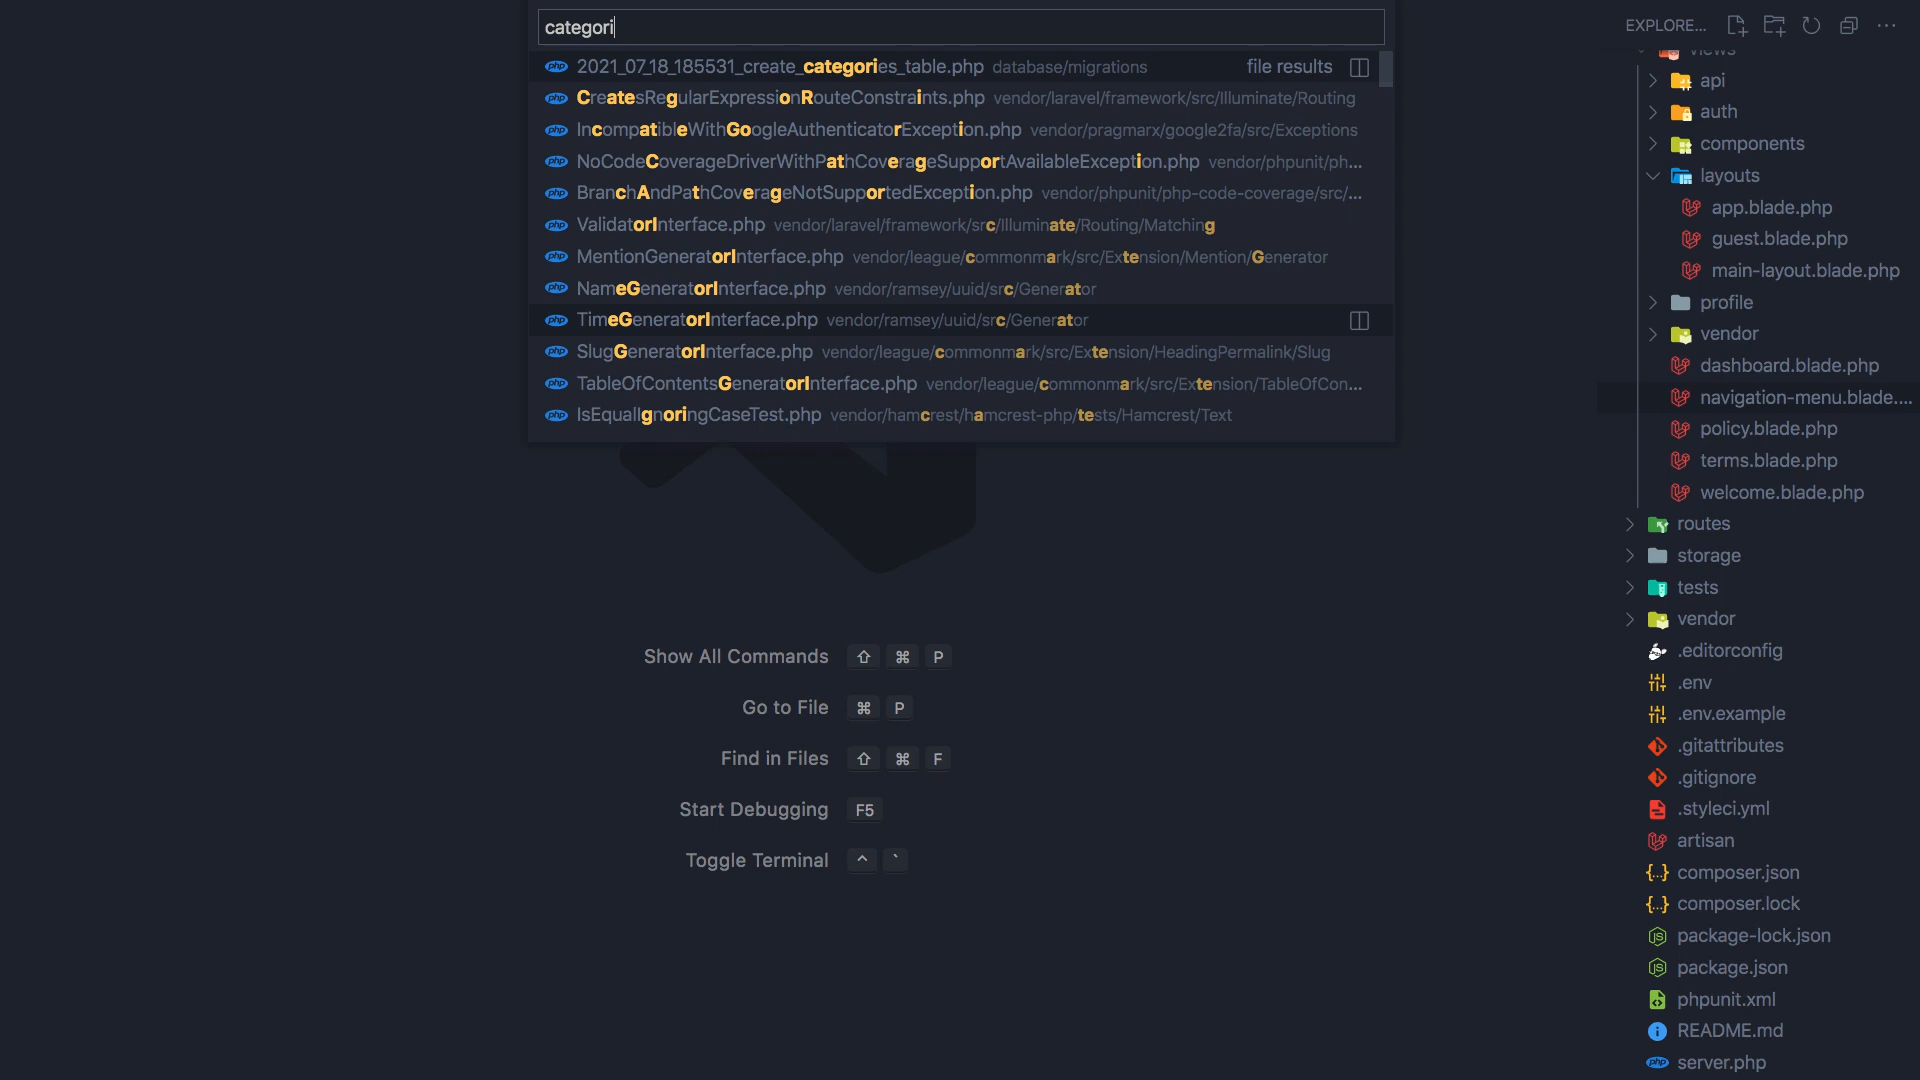 categori
2021_07_18_185531_create_categories_table.php database/migrations file results
CreatesRegularExpressionRouteConstraints.php vendor/laravel/framework/src/Illuminate/Routing
IncompatibleWithGoogleAuthenticatorException.php vendor/pragmarx/google2fa/src/Exceptions
NoCodeCoverageDriverWithPathCoverageSupportAvailableException.php vendor/phpunit/ph...
BranchAndPathCoverageNotSupportedException.php vendor/phpunit/php-code-coverage/src/...
ValidatorInterface.php vendor/laravel/framework/src/Illuminate/Routing/Matching
MentionGeneratorInterface.php vendor/league/commonmark/src/Extension/Mention/Generator
NameGeneratorInterface.php vendor/ramsey/uuid/src/Generator
TimeGeneratorInterface.php vendor/ramsey/uuid/src/Generator
SlugGeneratorInterface.php vendor/league/commonmark/src/Extension/HeadingPermalink/Slug
TableOfContentsGeneratorInterface.php vendor/league/commonmark/src/Extension/TableOfCon...
IsEqualIgnoringCaseTest.php vendor/hamcrest/hamcrest-php/tests/Hamcrest/Text
Show All Commands ⇧ ⌘ P
Go to File ⌘ P
Find in Files ⇧ ⌘ F
Start Debugging F5
Toggle Terminal ^ `
EXPLORE...
views
api
auth
components
layouts
app.blade.php
guest.blade.php
main-layout.blade.php
profile
vendor
dashboard.blade.php
navigation-menu.blade....
policy.blade.php
terms.blade.php
welcome.blade.php
routes
storage
tests
vendor
.editorconfig
.env
.env.example
.gitattributes
.gitignore
.styleci.yml
artisan
composer.json
composer.lock
package-lock.json
package.json
phpunit.xml
README.md
server.php